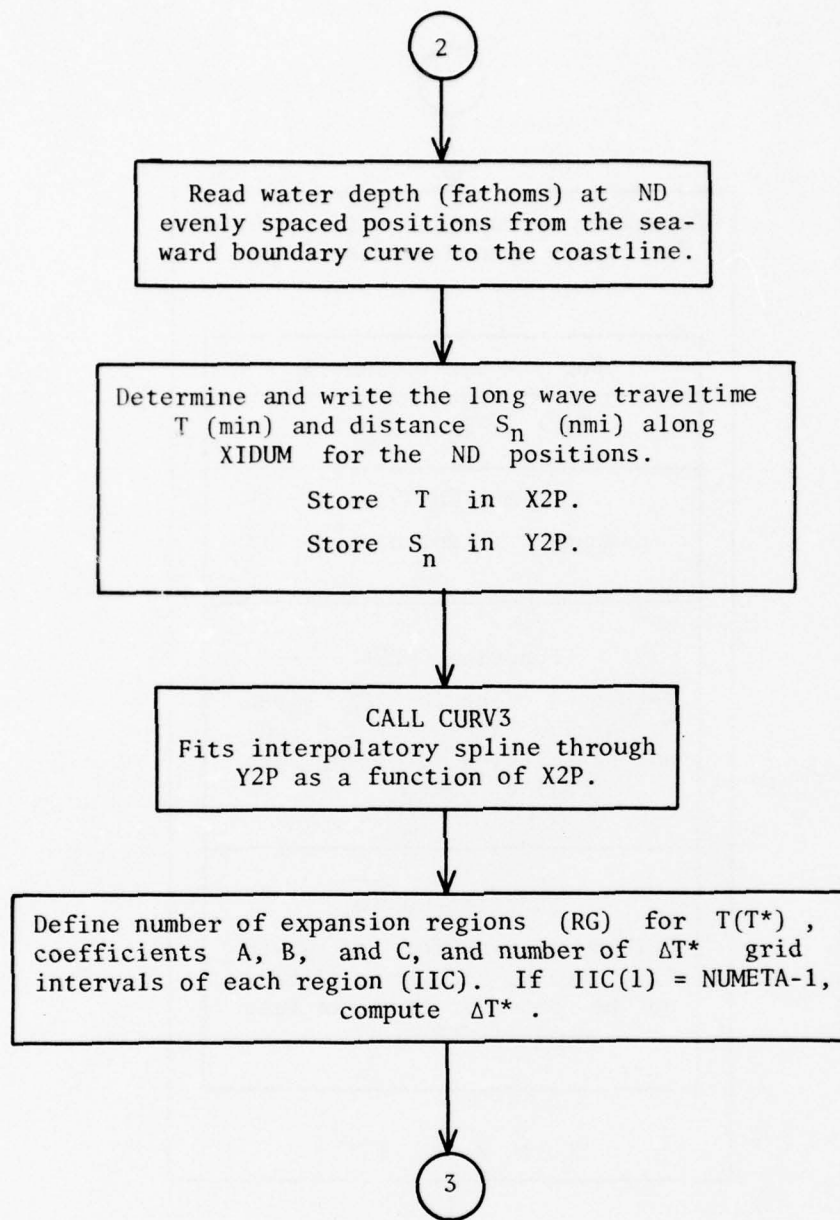 2
Read water depth (fathoms) at ND
evenly spaced positions from the sea-
ward boundary curve to the coastline.
Determine and write the long wave traveltime
T (min) and distance Sn (nmi) along
XIDUM for the ND positions.
Store T in X2P.
Store Sn in Y2P.
CALL CURV3
Fits interpolatory spline through
Y2P as a function of X2P.
Define number of expansion regions (RG) for T(T*) ,
coefficients A, B, and C, and number of ΔT* grid
intervals of each region (IIC). If IIC(1) = NUMETA-1,
compute ΔT* .
3